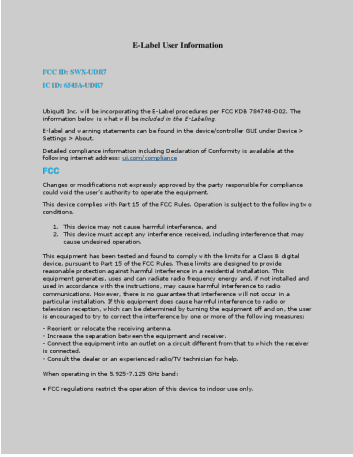 E-Label User Information
FCC ID: SWX-UDR7
IC ID: 6545A-UDR7
Ubiquiti Inc. will be incorporating the E-Label procedures per FCC KDB 784748-D02. The
information below is what will be included in the E-Labeling.
E-label and warning statements can be found in the device/controller GUI under Device >
Settings > About.
Detailed compliance information including Declaration of Conformity is available at the
following internet address: ui.com/compliance
FCC
Changes or modifications not expressly approved by the party responsible for compliance
could void the user's authority to operate the equipment.
This device complies with Part 15 of the FCC Rules. Operation is subject to the following two
conditions.
1. This device may not cause harmful interference, and
2. This device must accept any interference received, including interference that may
cause undesired operation.
This equipment has been tested and found to comply with the limits for a Class B digital
device, pursuant to Part 15 of the FCC Rules. These limits are designed to provide
reasonable protection against harmful interference in a residential installation. This
equipment generates, uses and can radiate radio frequency energy and, if not installed and
used in accordance with the instructions, may cause harmful interference to radio
communications. However, there is no guarantee that interference will not occur in a
particular installation. If this equipment does cause harmful interference to radio or
television reception, which can be determined by turning the equipment off and on, the user
is encouraged to try to correct the interference by one or more of the following measures:
- Reorient or relocate the receiving antenna.
- Increase the separation between the equipment and receiver.
- Connect the equipment into an outlet on a circuit different from that to which the receiver
is connected.
- Consult the dealer or an experienced radio/TV technician for help.
When operating in the 5.925-7.125 GHz band:
• FCC regulations restrict the operation of this device to indoor use only.